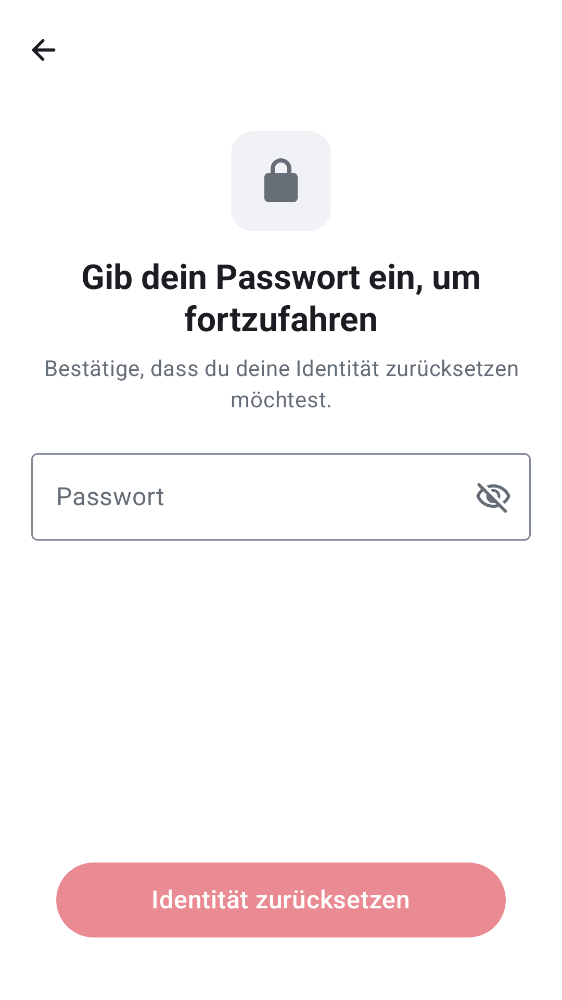 Gib dein Passwort ein, um
fortzufahren
Bestätige, dass du deine Identität zurücksetzen
möchtest.
Passwort
Identität zurücksetzen